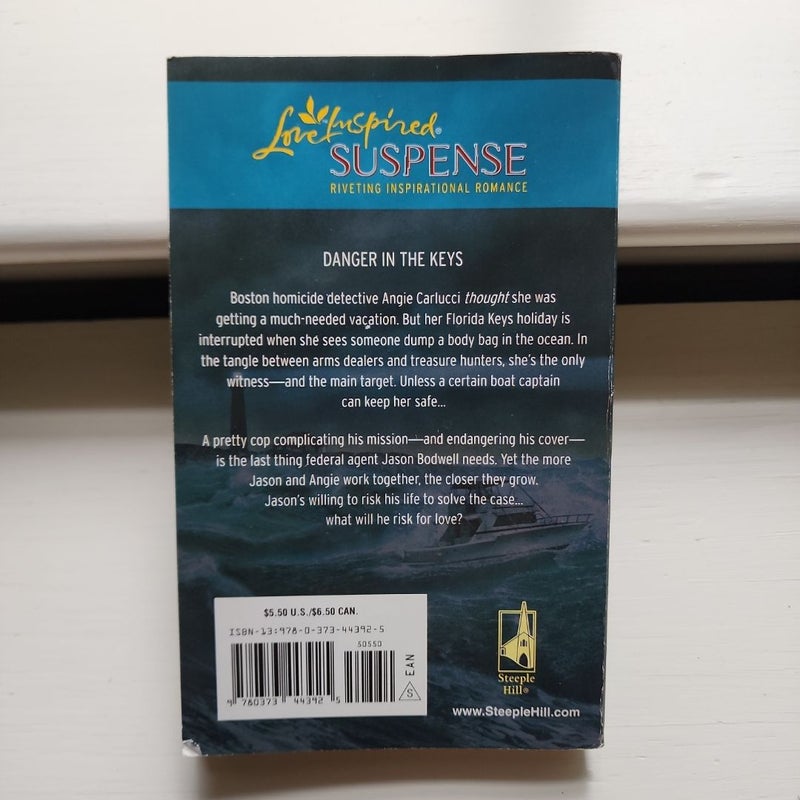 Love Inspired®
SUSPENSE
RIVETING INSPIRATIONAL ROMANCE
DANGER IN THE KEYS
Boston homicide detective Angie Carlucci thought she was
getting a much-needed vacation. But her Florida Keys holiday is
interrupted when she sees someone dump a body bag in the ocean. In
the tangle between arms dealers and treasure hunters, she's the only
witness—and the main target. Unless a certain boat captain
can keep her safe...
A pretty cop complicating his mission—and endangering his cover—
is the last thing federal agent Jason Bodwell needs. Yet the more
Jason and Angie work together, the closer they grow.
Jason's willing to risk his life to solve the case...
what will he risk for love?
$5.50 U.S./$6.50 CAN.
ISBN-13:978-0-373-44392-5
50550
EAN
S
9 780373 44392 5
Steeple
Hill®
www.SteepleHill.com